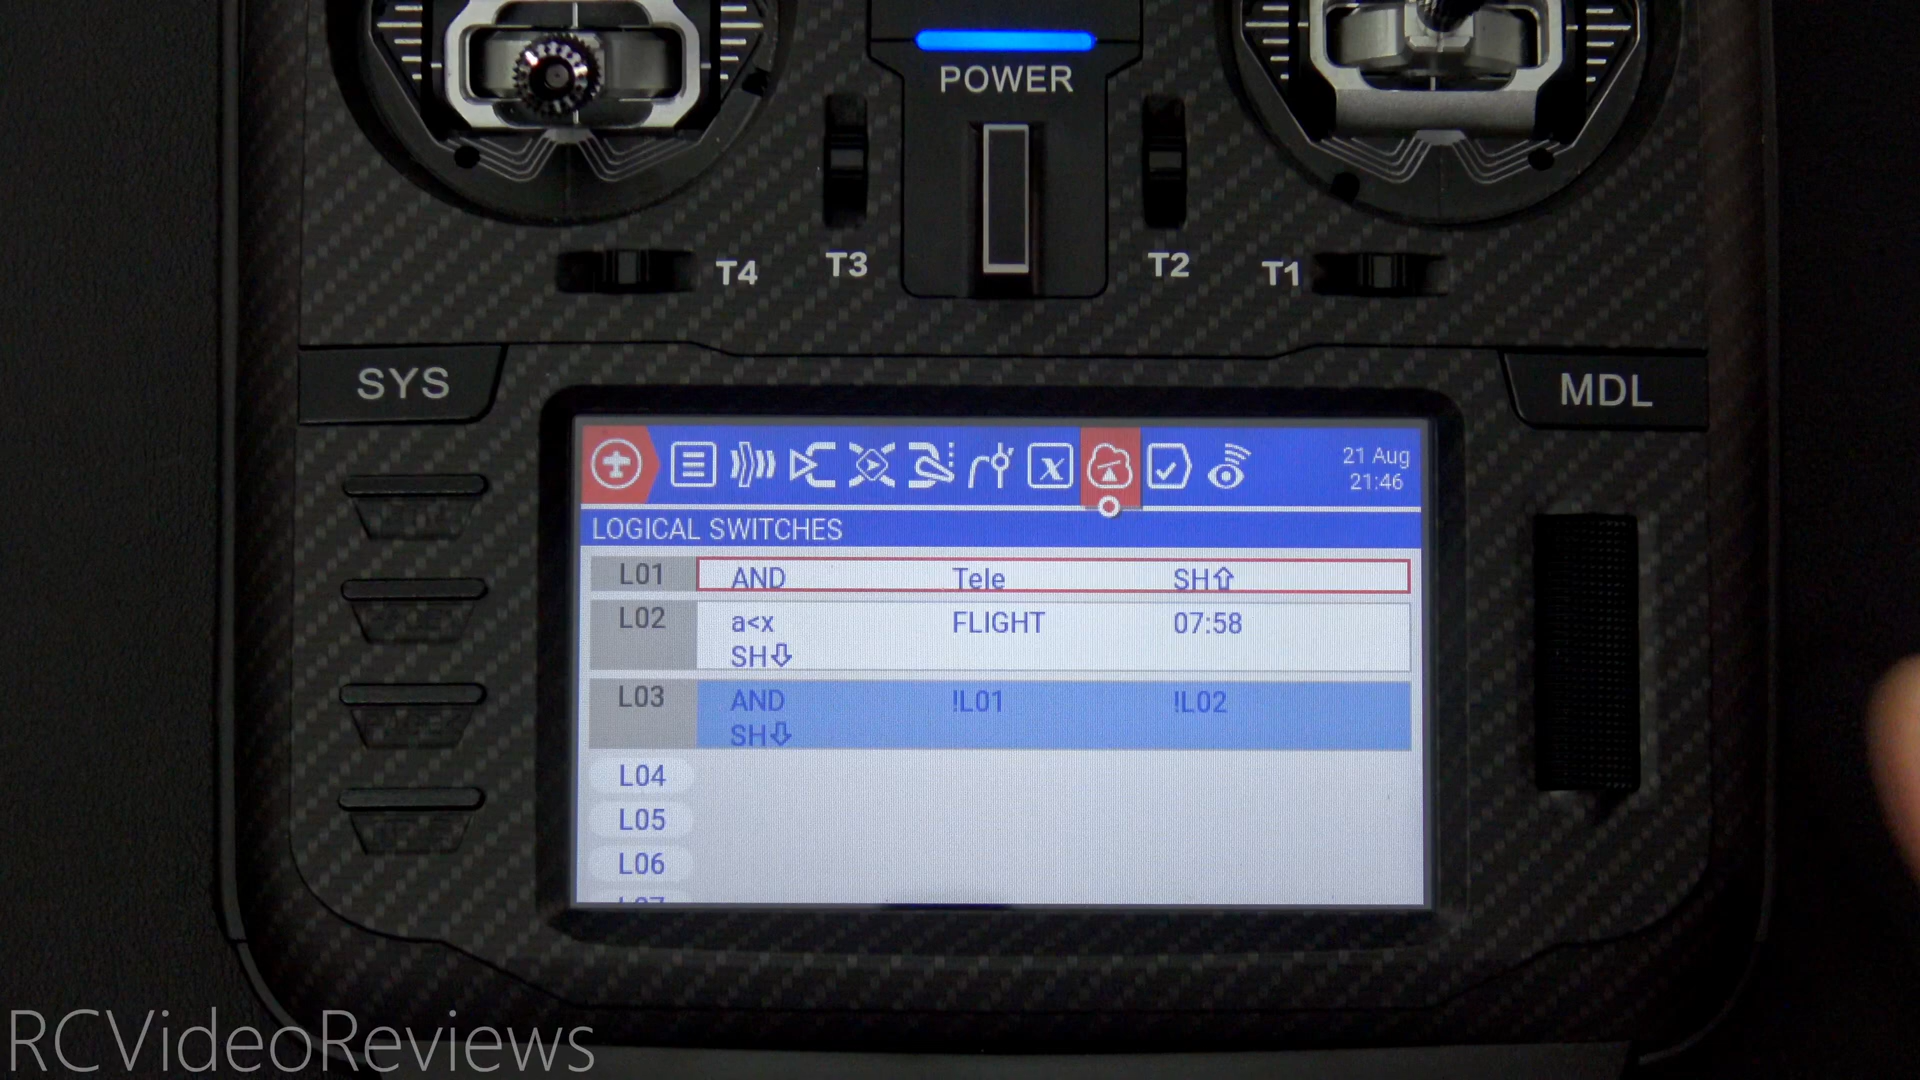 POWER
T4 T3 T2 T1
SYS
MDL
21 Aug
21:46
LOGICAL SWITCHES
L01 AND Tele SH⇧
L02 a<x FLIGHT 07:58
SH⇩
L03 AND !L01 !L02
SH⇩
L04
L05
L06
L07
RCVideoReviews